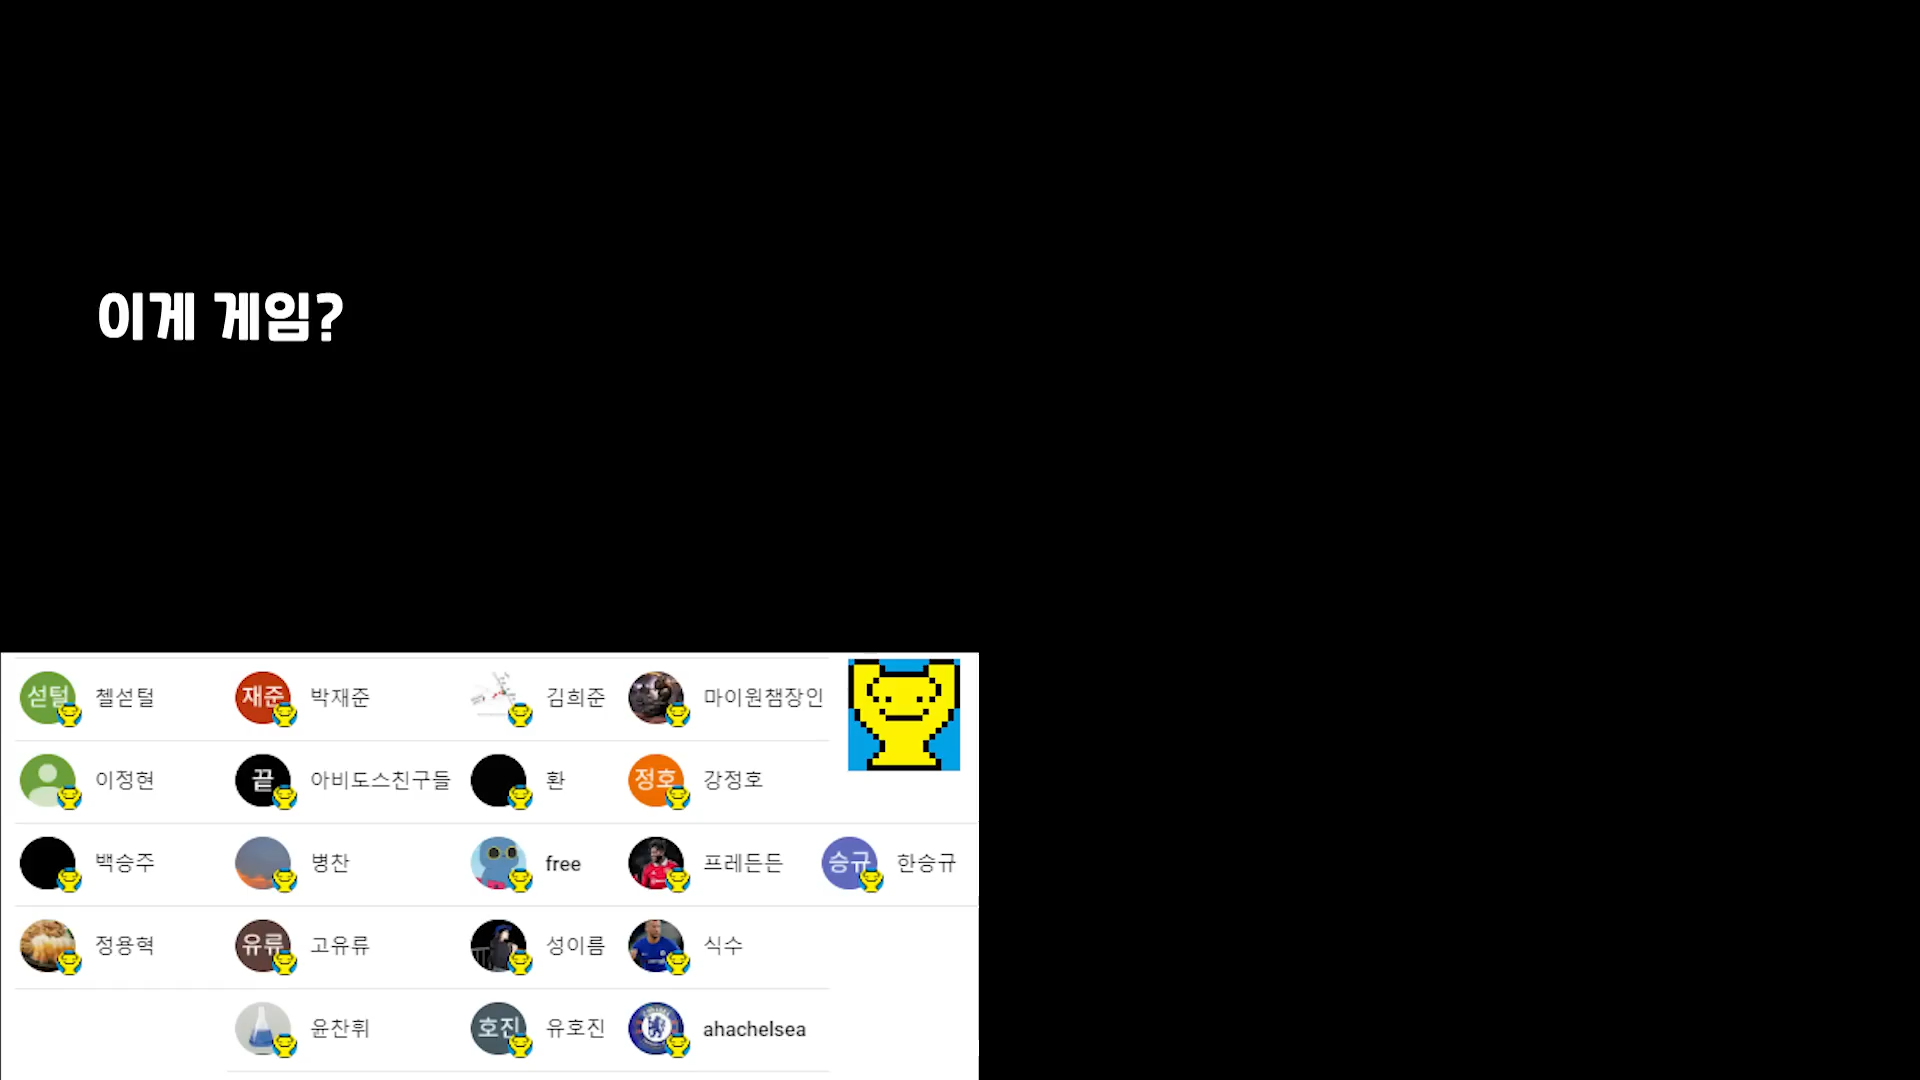 이게 게임?
섣털 첼섣털 재준 박재준 김희준 마이원챔장인
이정현 끝 아비도스친구들 환 정호 강정호
백승주 병찬 free 프레든든 승규 한승규
정용혁 유류 고유류 성이름 식수
윤찬휘 호진 유호진 ahachelsea